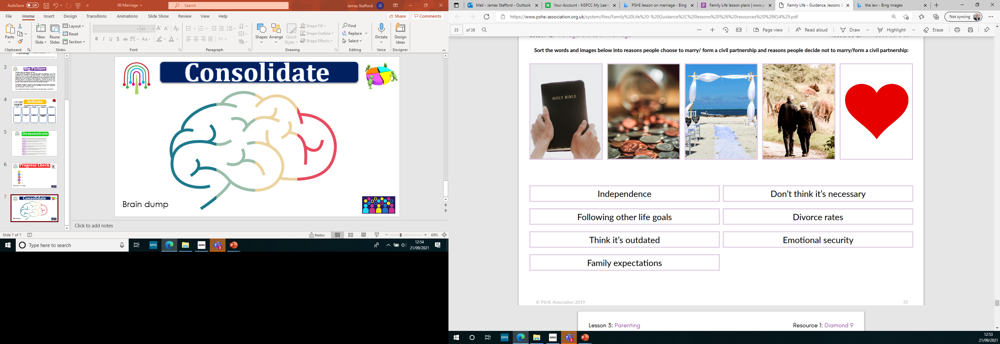 AutoSave Off
06 Marriage
Search
James Stafford JS
File Home Insert Design Transitions Animations Slide Show Review View Help
Share Comments
Paste
New Slide
Reuse Slides
Layout
Reset
Section
44
Shapes Arrange Quick Styles
Shape Fill
Shape Outline
Shape Effects
Find
Replace
Select
Dictate
Design Ideas
Clipboard Slides Font Paragraph Drawing Editing Voice Designer
3
Big Picture
4
Activate
5
Demonstrate
6
Progress Check
7
Consolidate
Consolidate
Brain dump
Click to add notes
Slide 7 of 7
Notes
68%
Type here to search
SIMS
SIMS
12:54
21/09/2021
Mail - James Stafford - Outlook
Your Account - NSPCC My Learn
PSHE lesson on marriage - Bing
Family Life lesson plans | www.p
Family Life - Guidance, lessons &
the law - Bing images
https://www.pshe-association.org.uk/system/files/Family%20Life%20-%20Guidance%2C%20lessons%20%26%20resources%20%28KS4%29.pdf
Not syncing
35 of 38
Page view
Read aloud
Draw
Highlight
Erase
Sort the words and images below into reasons people choose to marry/ form a civil partnership and reasons people decide not to marry/form a civil partnership:
HOLY BIBLE
Independence
Don't think it's necessary
Following other life goals
Divorce rates
Think it's outdated
Emotional security
Family expectations
© PSHE Association 2019
35
Lesson 3: Parenting
Resource 1: Diamond 9
SIMS
SIMS
12:53
21/09/2021